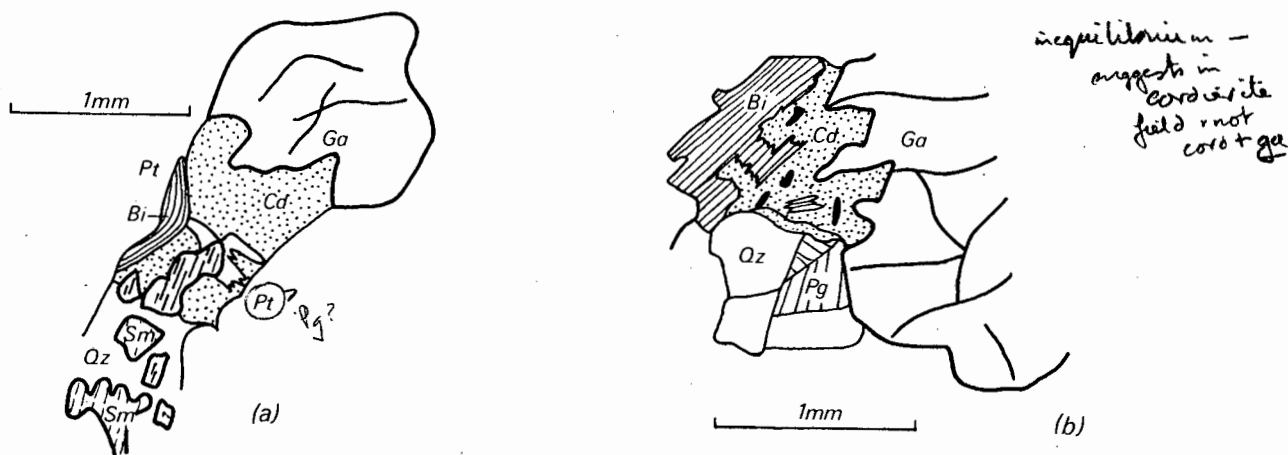 1mm
Ga
Pt
Cd
Bi
Pt
Pg?
Sm
Qz
Sm
(a)
Bi
Cd
Ga
Qz
Pg
1mm
(b)
inequilibrium —
suggests in
cordierite
field not
cord + ga